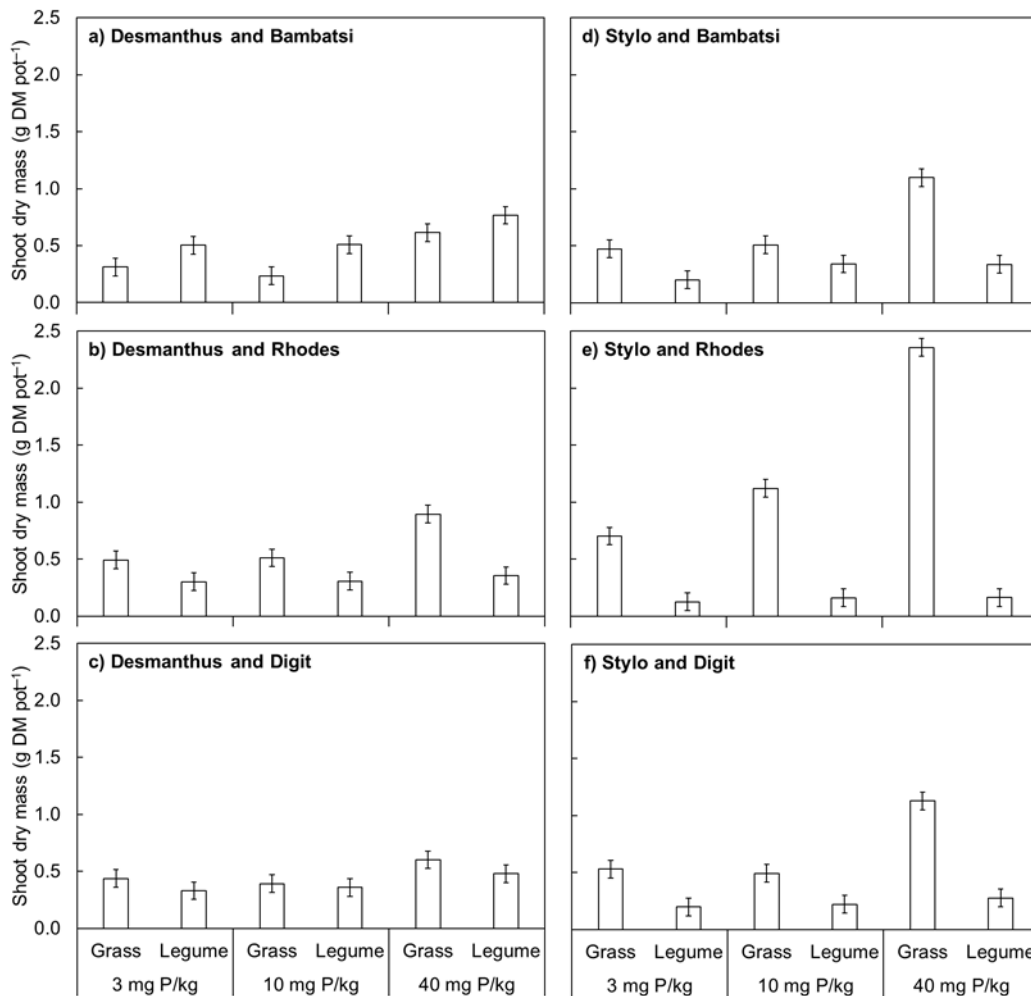 a) Desmanthus and Bambatsi
Shoot dry mass (g DM pot⁻¹)
2.5
2.0
1.5
1.0
0.5
0.0
d) Stylo and Bambatsi
b) Desmanthus and Rhodes
Shoot dry mass (g DM pot⁻¹)
2.5
2.0
1.5
1.0
0.5
0.0
e) Stylo and Rhodes
c) Desmanthus and Digit
Shoot dry mass (g DM pot⁻¹)
2.5
2.0
1.5
1.0
0.5
0.0
f) Stylo and Digit
Grass Legume Grass Legume Grass Legume Grass Legume Grass Legume Grass Legume
3 mg P/kg 10 mg P/kg 40 mg P/kg 3 mg P/kg 10 mg P/kg 40 mg P/kg